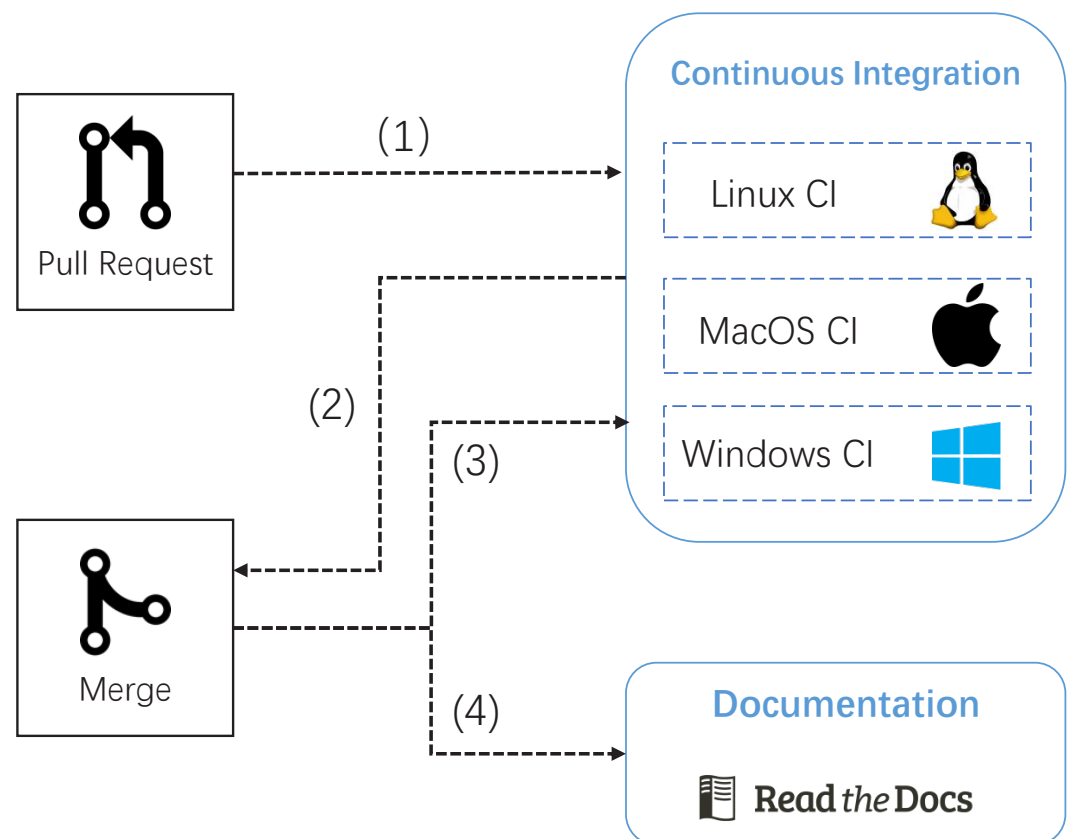 Continuous Integration
(1)
Linux CI
Pull Request
MacOS CI
(2)
(3)
Windows CI
Merge
(4)
Documentation
Read the Docs